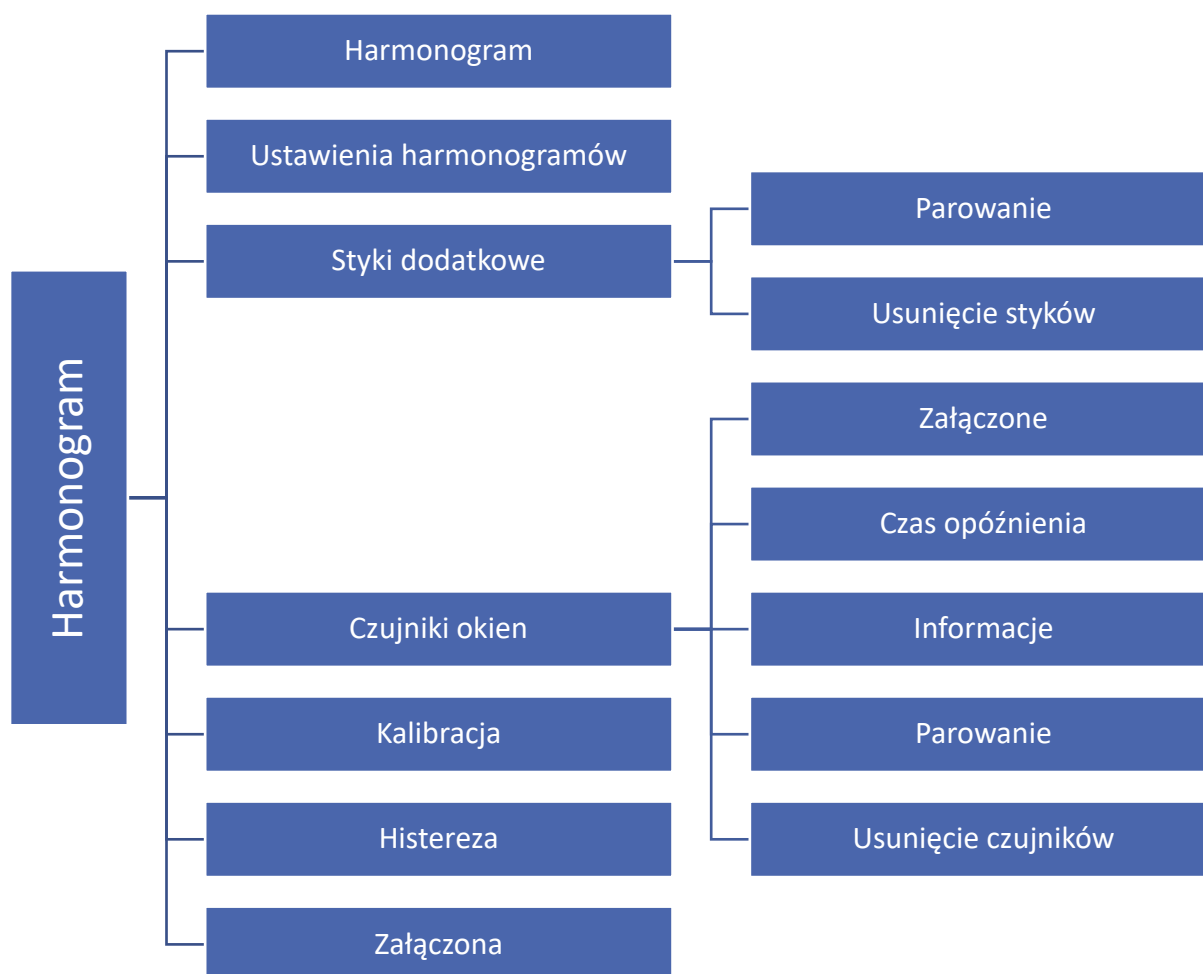 Harmonogram
Harmonogram
Ustawienia harmonogramów
Styki dodatkowe
Parowanie
Usunięcie styków
Czujniki okien
Załączone
Czas opóźnienia
Informacje
Parowanie
Usunięcie czujników
Kalibracja
Histereza
Załączona